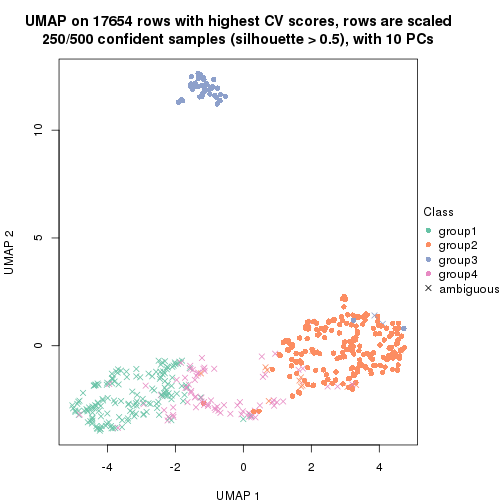 UMAP on 17654 rows with highest CV scores, rows are scaled
250/500 confident samples (silhouette > 0.5), with 10 PCs
10
5
0
UMAP 2
-4
-2
0
2
4
UMAP 1
Class
group1
group2
group3
group4
ambiguous